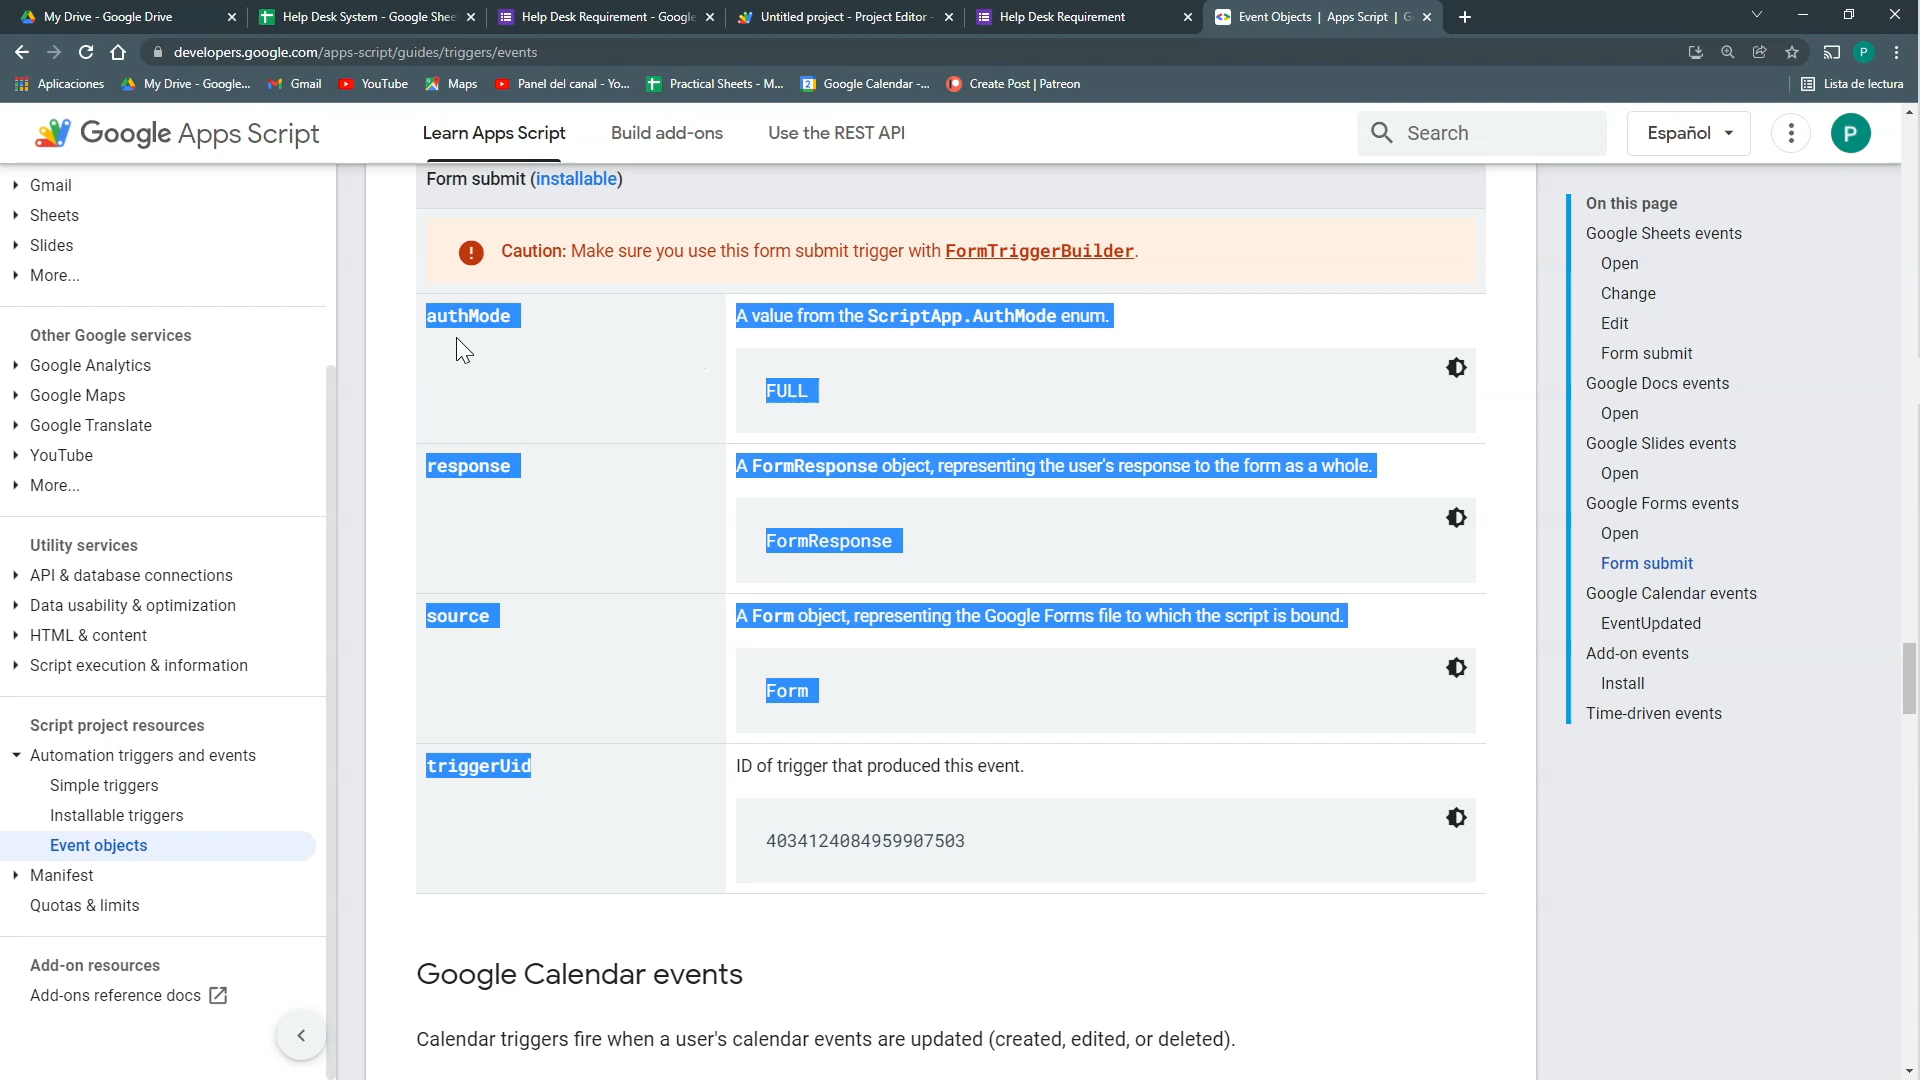 My Drive - Google Drive
Help Desk System - Google Shee
Help Desk Requirement - Google
Untitled project - Project Editor -
Help Desk Requirement
Event Objects | Apps Script | G
developers.google.com/apps-script/guides/triggers/events
P
Aplicaciones
My Drive - Google...
Gmail
YouTube
Maps
Panel del canal - Yo...
Practical Sheets - M...
Google Calendar -...
Create Post | Patreon
Lista de lectura
Google Apps Script
Learn Apps Script
Build add-ons
Use the REST API
Search
Español
P
Gmail
Sheets
Slides
More...
Other Google services
Google Analytics
Google Maps
Google Translate
YouTube
More...
Utility services
API & database connections
Data usability & optimization
HTML & content
Script execution & information
Script project resources
Automation triggers and events
Simple triggers
Installable triggers
Event objects
Manifest
Quotas & limits
Add-on resources
Add-ons reference docs
Form submit (installable)
Caution: Make sure you use this form submit trigger with FormTriggerBuilder.
authMode
A value from the ScriptApp.AuthMode enum.
FULL
response
A FormResponse object, representing the user's response to the form as a whole.
FormResponse
source
A Form object, representing the Google Forms file to which the script is bound.
Form
triggerUid
ID of trigger that produced this event.
4034124084959907503
Google Calendar events
Calendar triggers fire when a user's calendar events are updated (created, edited, or deleted).
On this page
Google Sheets events
Open
Change
Edit
Form submit
Google Docs events
Open
Google Slides events
Open
Google Forms events
Open
Form submit
Google Calendar events
EventUpdated
Add-on events
Install
Time-driven events